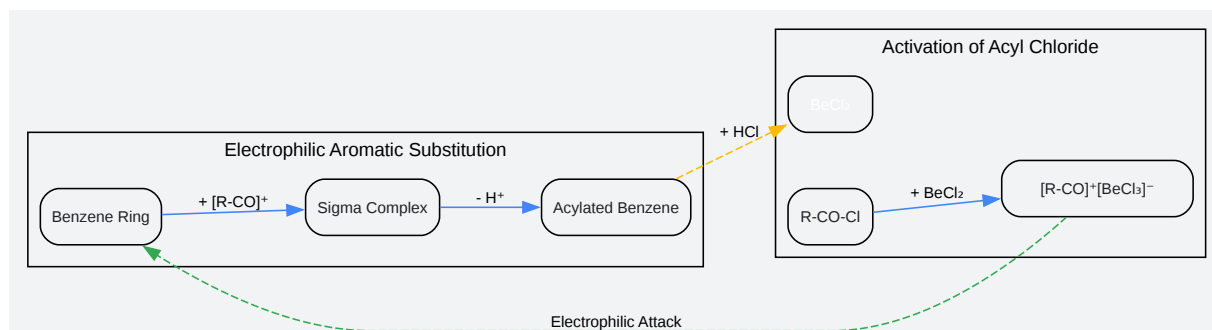 Activation of Acyl Chloride
BeCl₂
+ HCl
Electrophilic Aromatic Substitution
[R-CO]⁺[BeCl₃]⁻
+ BeCl₂
+ [R-CO]⁺
- H⁺
Benzene Ring
Sigma Complex
Acylated Benzene
R-CO-Cl
Electrophilic Attack